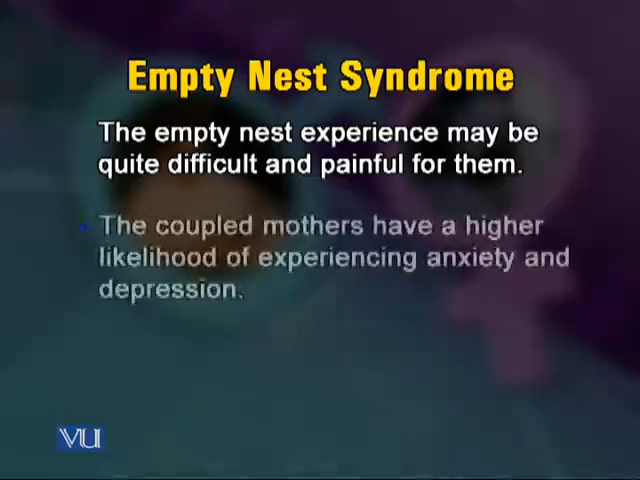 Empty Nest Syndrome
The empty nest experience may be
quite difficult and painful for them.
• The coupled mothers have a higher
likelihood of experiencing anxiety and
depression.
VU